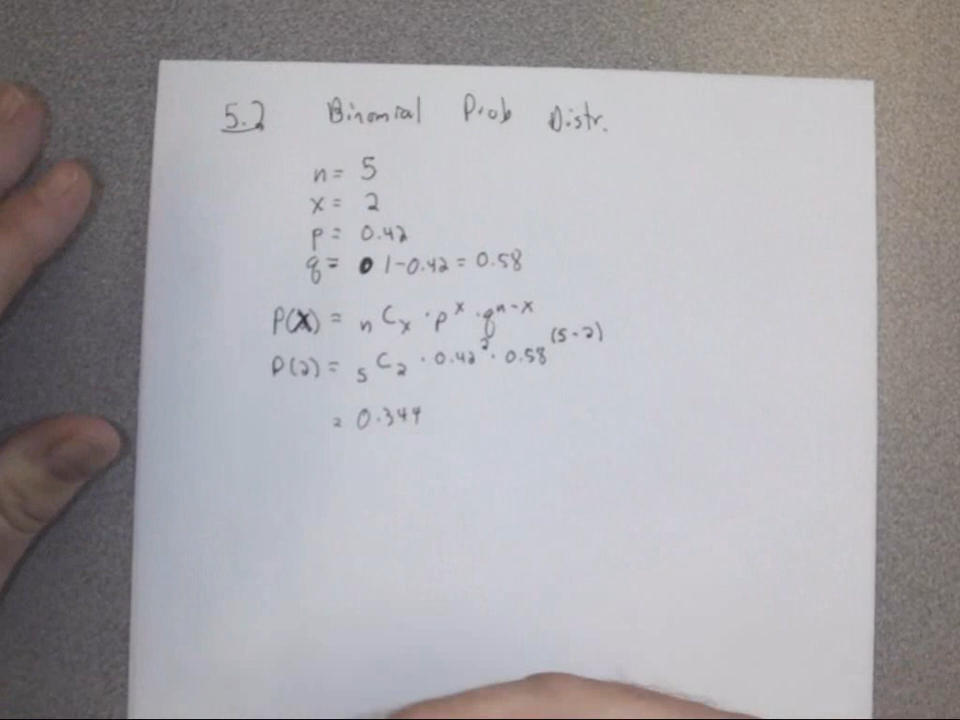 5.2 Binomial Prob Distr.
n = 5
x = 2
p = 0.42
q = 1-0.42 = 0.58
P(X) = nCx · p^x · q^n-x
P(2) = 5C2 · 0.42^2 · 0.58^(5-2)
= 0.344